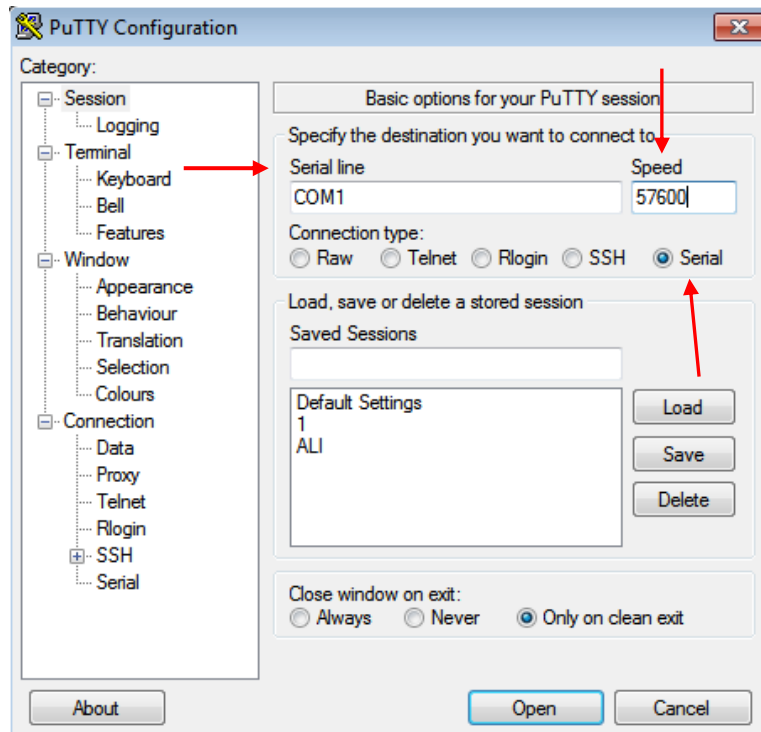 PuTTY Configuration
Category:
Session
Logging
Terminal
Keyboard
Bell
Features
Window
Appearance
Behaviour
Translation
Selection
Colours
Connection
Data
Proxy
Telnet
Rlogin
SSH
Serial
Basic options for your PuTTY session
Specify the destination you want to connect to
Serial line Speed
COM1 57600
Connection type:
Raw Telnet Rlogin SSH Serial
Load, save or delete a stored session
Saved Sessions
Default Settings
1
ALI
Load
Save
Delete
Close window on exit:
Always Never Only on clean exit
About Open Cancel